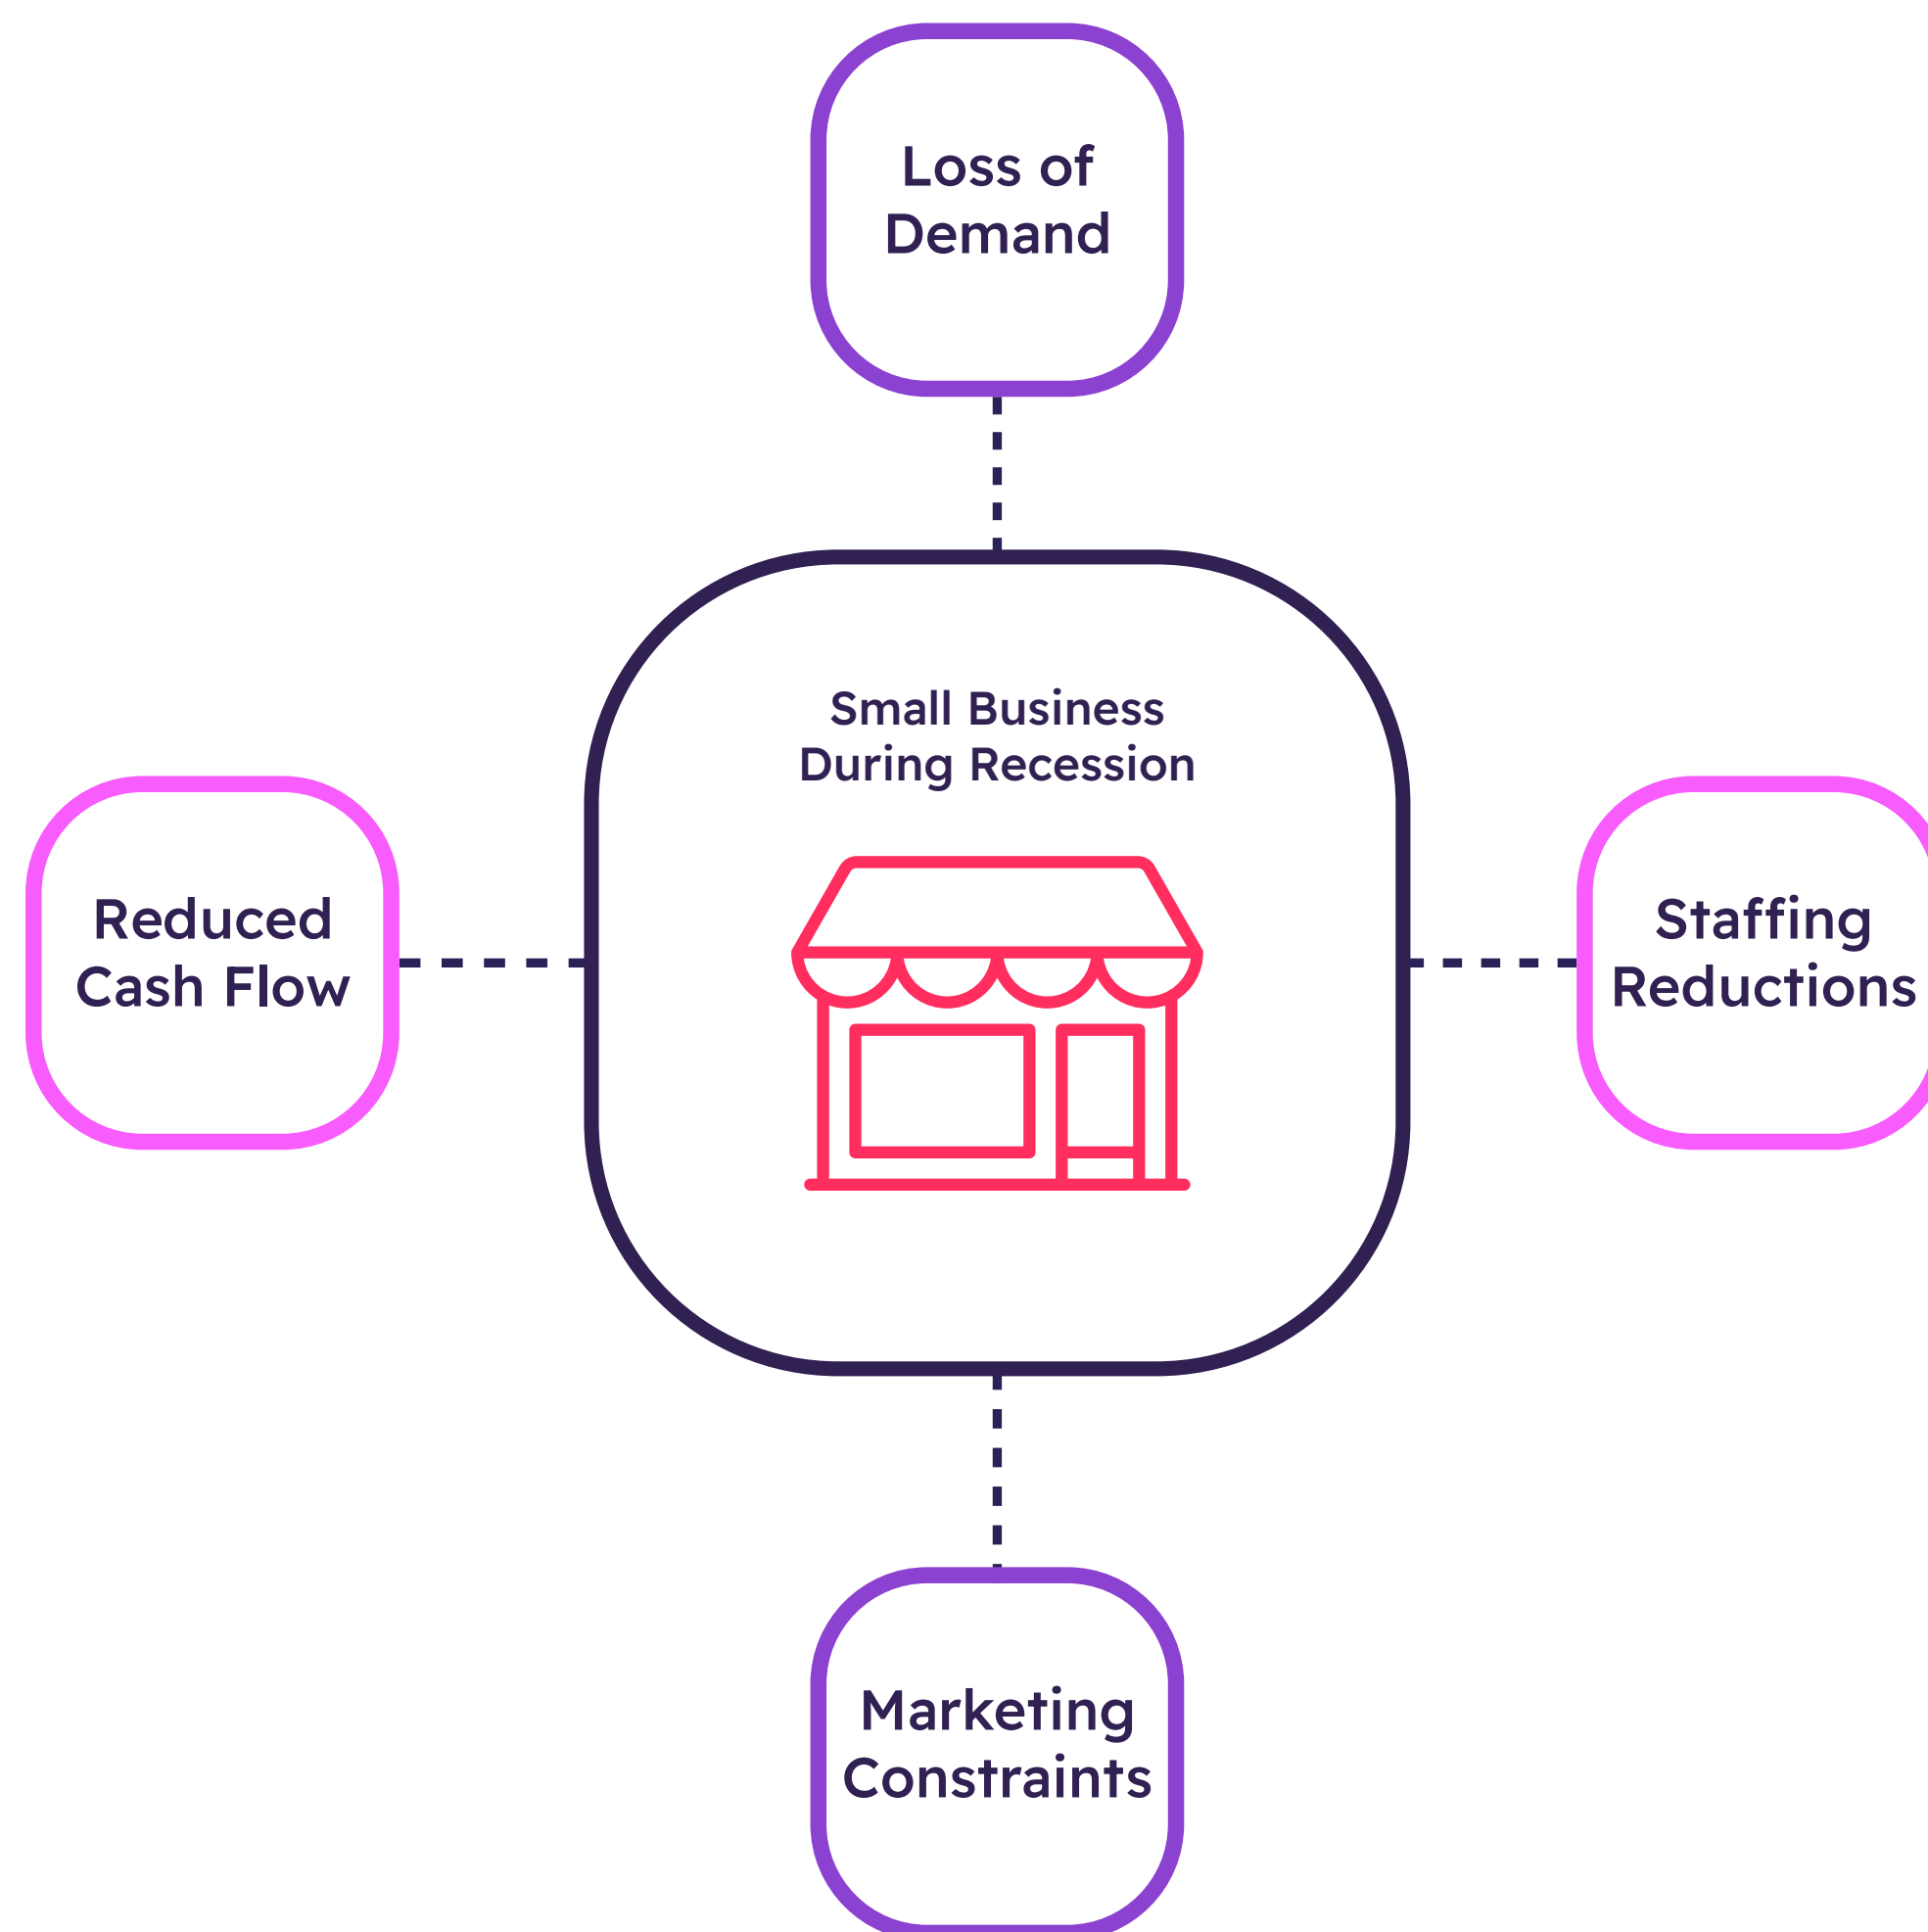 Loss of
Demand
Small Business
During Recession
Reduced
Cash Flow
Staffing
Reductions
Marketing
Constraints